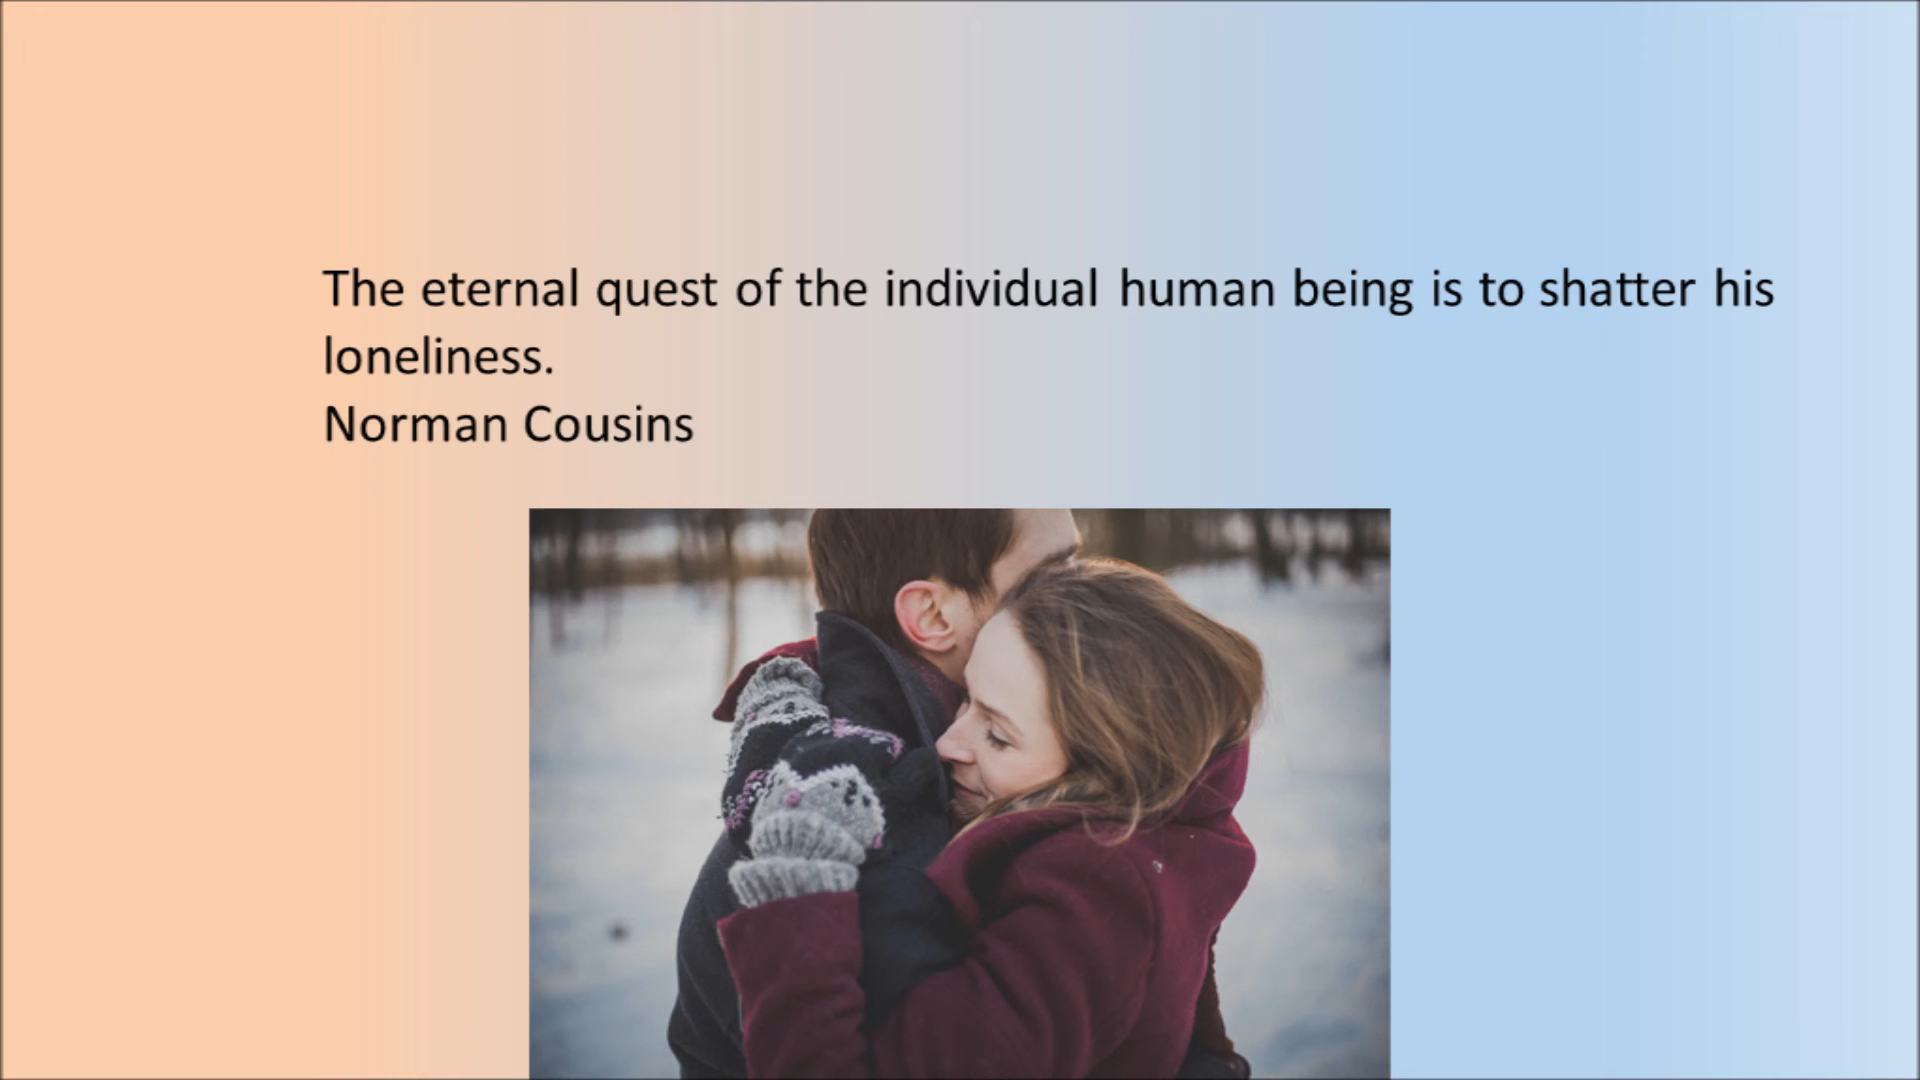 The eternal quest of the individual human being is to shatter his
loneliness.
Norman Cousins